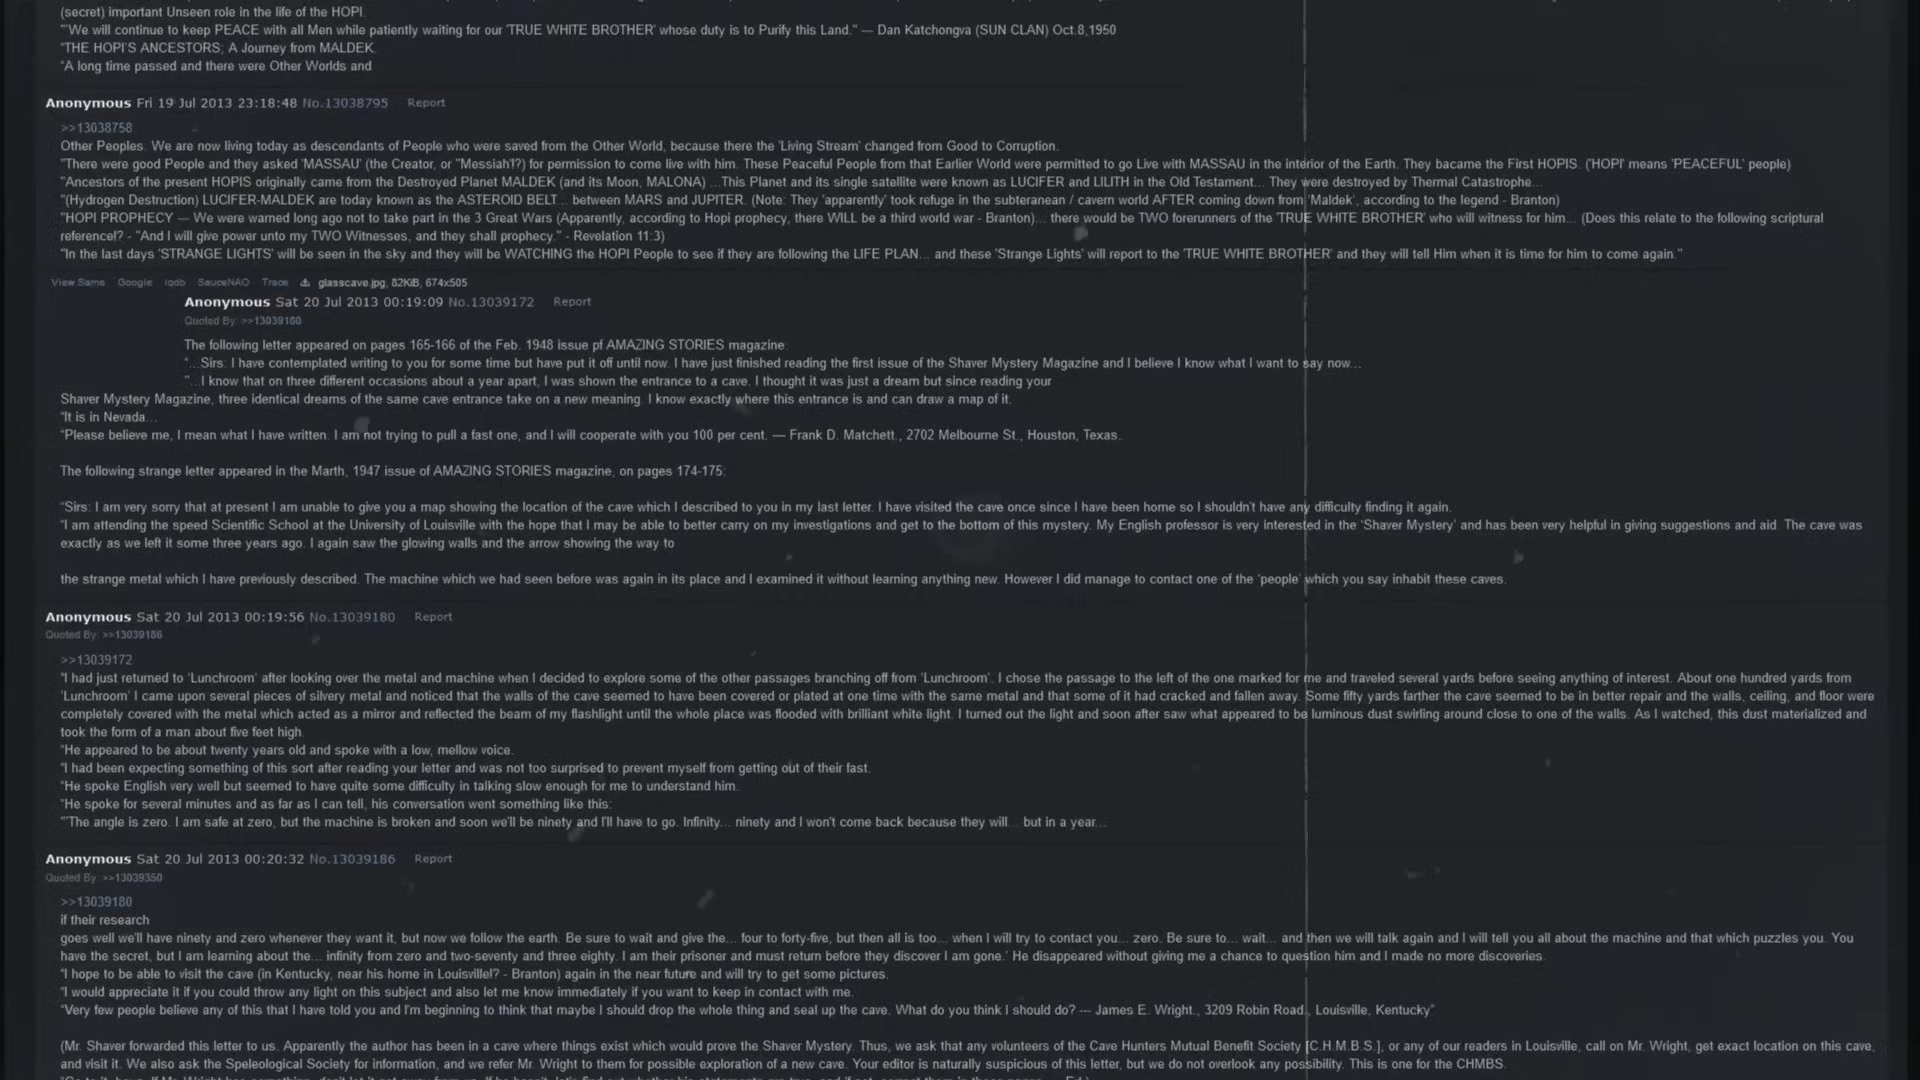 (secret) important Unseen role in the life of the HOPI.
"'We will continue to keep PEACE with all Men while patiently waiting for our 'TRUE WHITE BROTHER' whose duty is to Purify this Land." — Dan Katchongva (SUN CLAN) Oct.8,1950
"THE HOPI'S ANCESTORS; A Journey from MALDEK.
"A long time passed and there were Other Worlds and
Anonymous Fri 19 Jul 2013 23:18:48 No.13038795 Report
>>13038758
Other Peoples. We are now living today as descendants of People who were saved from the Other World, because there the 'Living Stream' changed from Good to Corruption.
"There were good People and they asked 'MASSAU' (the Creator, or "Messiah'!?) for permission to come live with him. These Peaceful People from that Earlier World were permitted to go Live with MASSAU in the interior of the Earth. They bacame the First HOPIS. ('HOPI' means 'PEACEFUL' people)
"Ancestors of the present HOPIS originally came from the Destroyed Planet MALDEK (and its Moon, MALONA) ...This Planet and its single satellite were known as LUCIFER and LILITH in the Old Testament... They were destroyed by Thermal Catastrophe...
"(Hydrogen Destruction) LUCIFER-MALDEK are today known as the ASTEROID BELT... between MARS and JUPITER. (Note: They 'apparently' took refuge in the subteranean / cavern world AFTER coming down from 'Maldek', according to the legend - Branton)
"HOPI PROPHECY — We were warned long ago not to take part in the 3 Great Wars (Apparently, according to Hopi prophecy, there WILL be a third world war - Branton)... there would be TWO forerunners of the 'TRUE WHITE BROTHER' who will witness for him... (Does this relate to the following scriptural
reference!? - "And I will give power unto my TWO Witnesses, and they shall prophecy." - Revelation 11:3)
"In the last days 'STRANGE LIGHTS' will be seen in the sky and they will be WATCHING the HOPI People to see if they are following the LIFE PLAN... and these 'Strange Lights' will report to the 'TRUE WHITE BROTHER' and they will tell Him when it is time for him to come again."
View Same Google iqdb SauceNAO Trace glasscave.jpg, 82KiB, 674x505
Anonymous Sat 20 Jul 2013 00:19:09 No.13039172 Report
Quoted By: >>13039180
The following letter appeared on pages 165-166 of the Feb. 1948 issue pf AMAZING STORIES magazine:
"...Sirs: I have contemplated writing to you for some time but have put it off until now. I have just finished reading the first issue of the Shaver Mystery Magazine and I believe I know what I want to say now...
"...I know that on three different occasions about a year apart, I was shown the entrance to a cave. I thought it was just a dream but since reading your
Shaver Mystery Magazine, three identical dreams of the same cave entrance take on a new meaning. I know exactly where this entrance is and can draw a map of it.
"It is in Nevada...
"Please believe me, I mean what I have written. I am not trying to pull a fast one, and I will cooperate with you 100 per cent. — Frank D. Matchett., 2702 Melbourne St., Houston, Texas..
The following strange letter appeared in the Marth, 1947 issue of AMAZING STORIES magazine, on pages 174-175:
"Sirs: I am very sorry that at present I am unable to give you a map showing the location of the cave which I described to you in my last letter. I have visited the cave once since I have been home so I shouldn't have any difficulty finding it again.
"I am attending the speed Scientific School at the University of Louisville with the hope that I may be able to better carry on my investigations and get to the bottom of this mystery. My English professor is very interested in the 'Shaver Mystery' and has been very helpful in giving suggestions and aid. The cave was
exactly as we left it some three years ago. I again saw the glowing walls and the arrow showing the way to
the strange metal which I have previously described. The machine which we had seen before was again in its place and I examined it without learning anything new. However I did manage to contact one of the 'people' which you say inhabit these caves.
Anonymous Sat 20 Jul 2013 00:19:56 No.13039180 Report
Quoted By: >>13039186
>>13039172
"I had just returned to 'Lunchroom' after looking over the metal and machine when I decided to explore some of the other passages branching off from 'Lunchroom'. I chose the passage to the left of the one marked for me and traveled several yards before seeing anything of interest. About one hundred yards from
'Lunchroom' I came upon several pieces of silvery metal and noticed that the walls of the cave seemed to have been covered or plated at one time with the same metal and that some of it had cracked and fallen away. Some fifty yards farther the cave seemed to be in better repair and the walls, ceiling, and floor were
completely covered with the metal which acted as a mirror and reflected the beam of my flashlight until the whole place was flooded with brilliant white light. I turned out the light and soon after saw what appeared to be luminous dust swirling around close to one of the walls. As I watched, this dust materialized and
took the form of a man about five feet high.
"He appeared to be about twenty years old and spoke with a low, mellow voice.
"I had been expecting something of this sort after reading your letter and was not too surprised to prevent myself from getting out of their fast.
"He spoke English very well but seemed to have quite some difficulty in talking slow enough for me to understand him.
"He spoke for several minutes and as far as I can tell, his conversation went something like this:
"'The angle is zero. I am safe at zero, but the machine is broken and soon we'll be ninety and I'll have to go. Infinity... ninety and I won't come back because they will... but in a year...
Anonymous Sat 20 Jul 2013 00:20:32 No.13039186 Report
Quoted By: >>13039350
>>13039180
if their research
goes well we'll have ninety and zero whenever they want it, but now we follow the earth. Be sure to wait and give the... four to forty-five, but then all is too... when I will try to contact you... zero. Be sure to... wait... and then we will talk again and I will tell you all about the machine and that which puzzles you. You
have the secret, but I am learning about the... infinity from zero and two-seventy and three eighty. I am their prisoner and must return before they discover I am gone.' He disappeared without giving me a chance to question him and I made no more discoveries.
"I hope to be able to visit the cave (in Kentucky, near his home in Louisville!? - Branton) again in the near future and will try to get some pictures.
"I would appreciate it if you could throw any light on this subject and also let me know immediately if you want to keep in contact with me.
"Very few people believe any of this that I have told you and I'm beginning to think that maybe I should drop the whole thing and seal up the cave. What do you think I should do? --- James E. Wright., 3209 Robin Road., Louisville, Kentucky"
(Mr. Shaver forwarded this letter to us. Apparently the author has been in a cave where things exist which would prove the Shaver Mystery. Thus, we ask that any volunteers of the Cave Hunters Mutual Benefit Society [C.H.M.B.S.], or any of our readers in Louisville, call on Mr. Wright, get exact location on this cave,
and visit it. We also ask the Speleological Society for information, and we refer Mr. Wright to them for possible exploration of a new cave. Your editor is naturally suspicious of this letter, but we do not overlook any possibility. This is one for the CHMBS.